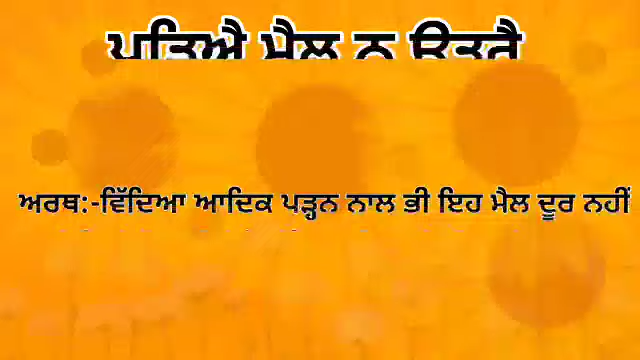 ਪੜਿਐ ਮੈਲੁ ਨ ਉਤਰੈ
ਅਰਥ:-ਵਿੱਦਿਆ ਆਦਿਕ ਪੜ੍ਹਨ ਨਾਲ ਭੀ ਇਹ ਮੈਲ ਦੂਰ ਨਹੀਂ